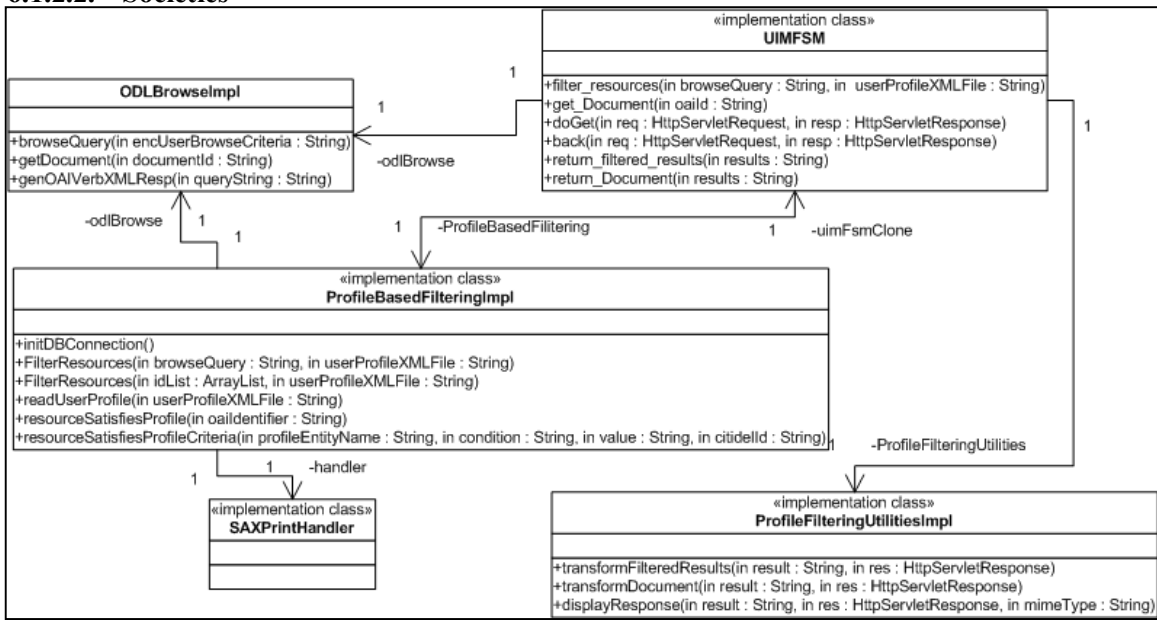 6.1.2.2. Societies
«implementation class»
UIMFSM
+filter_resources(in browseQuery : String, in userProfileXMLFile : String)
+get_Document(in oaiId : String)
+doGet(in req : HttpServletRequest, in resp : HttpServletResponse)
+back(in req : HttpServletRequest, in resp : HttpServletResponse)
+return_filtered_results(in results : String)
+return_Document(in results : String)
ODLBrowseImpl
+browseQuery(in encUserBrowseCriteria : String)
+getDocument(in documentId : String)
+genOAIVerbXMLResp(in queryString : String)
1
1
-odlBrowse
1
-odlBrowse
1
1
1
-ProfileBasedFilitering
1
-uimFsmClone
«implementation class»
ProfileBasedFilteringImpl
+initDBConnection()
+FilterResources(in browseQuery : String, in userProfileXMLFile : String)
+FilterResources(in idList : ArrayList, in userProfileXMLFile : String)
+readUserProfile(in userProfileXMLFile : String)
+resourceSatisfiesProfile(in oaiIdentifier : String)
+resourceSatisfiesProfileCriteria(in profileEntityName : String, in condition : String, in value : String, in citidelId : String)
1
-ProfileFilteringUtilities
1
1
-handler
«implementation class»
SAXPrintHandler
«implementation class»
ProfileFilteringUtilitiesImpl
+transformFilteredResults(in result : String, in res : HttpServletResponse)
+transformDocument(in result : String, in res : HttpServletResponse)
+displayResponse(in result : String, in res : HttpServletResponse, in mimeType : String)